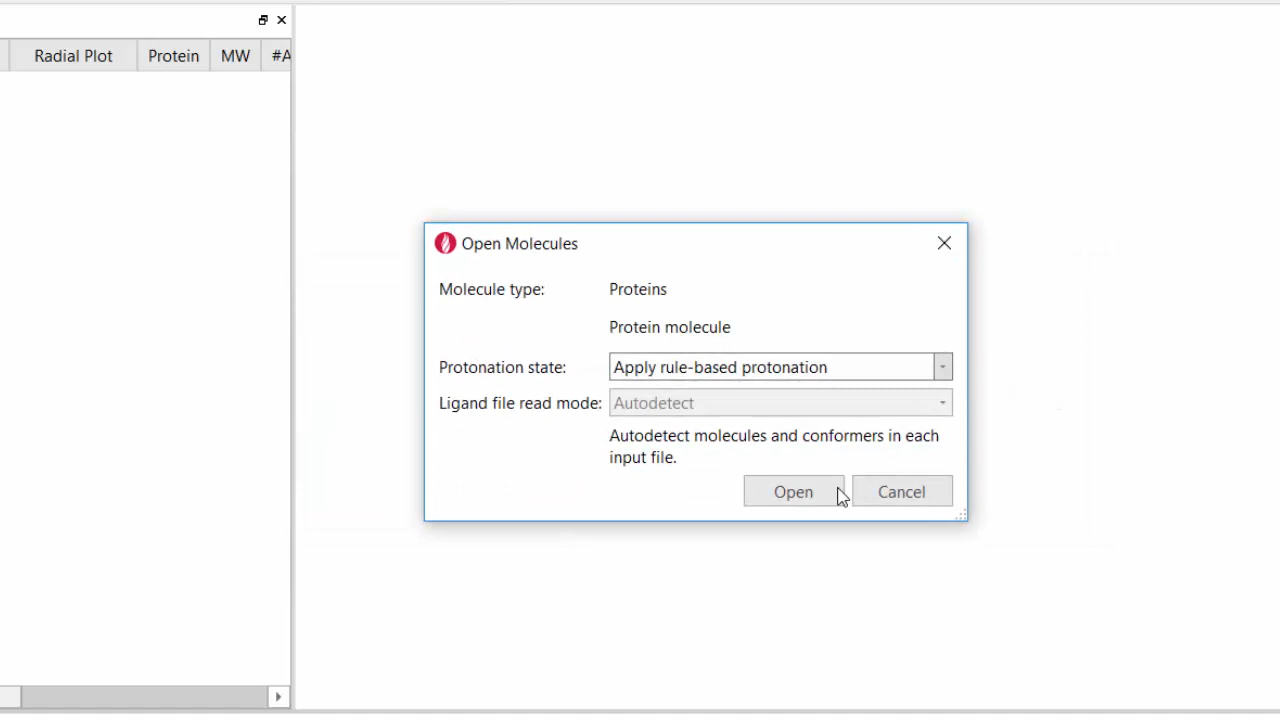 Radial Plot Protein MW #A
Open Molecules
Molecule type: Proteins
Protein molecule
Protonation state: Apply rule-based protonation
Ligand file read mode: Autodetect
Autodetect molecules and conformers in each
input file.
Open Cancel